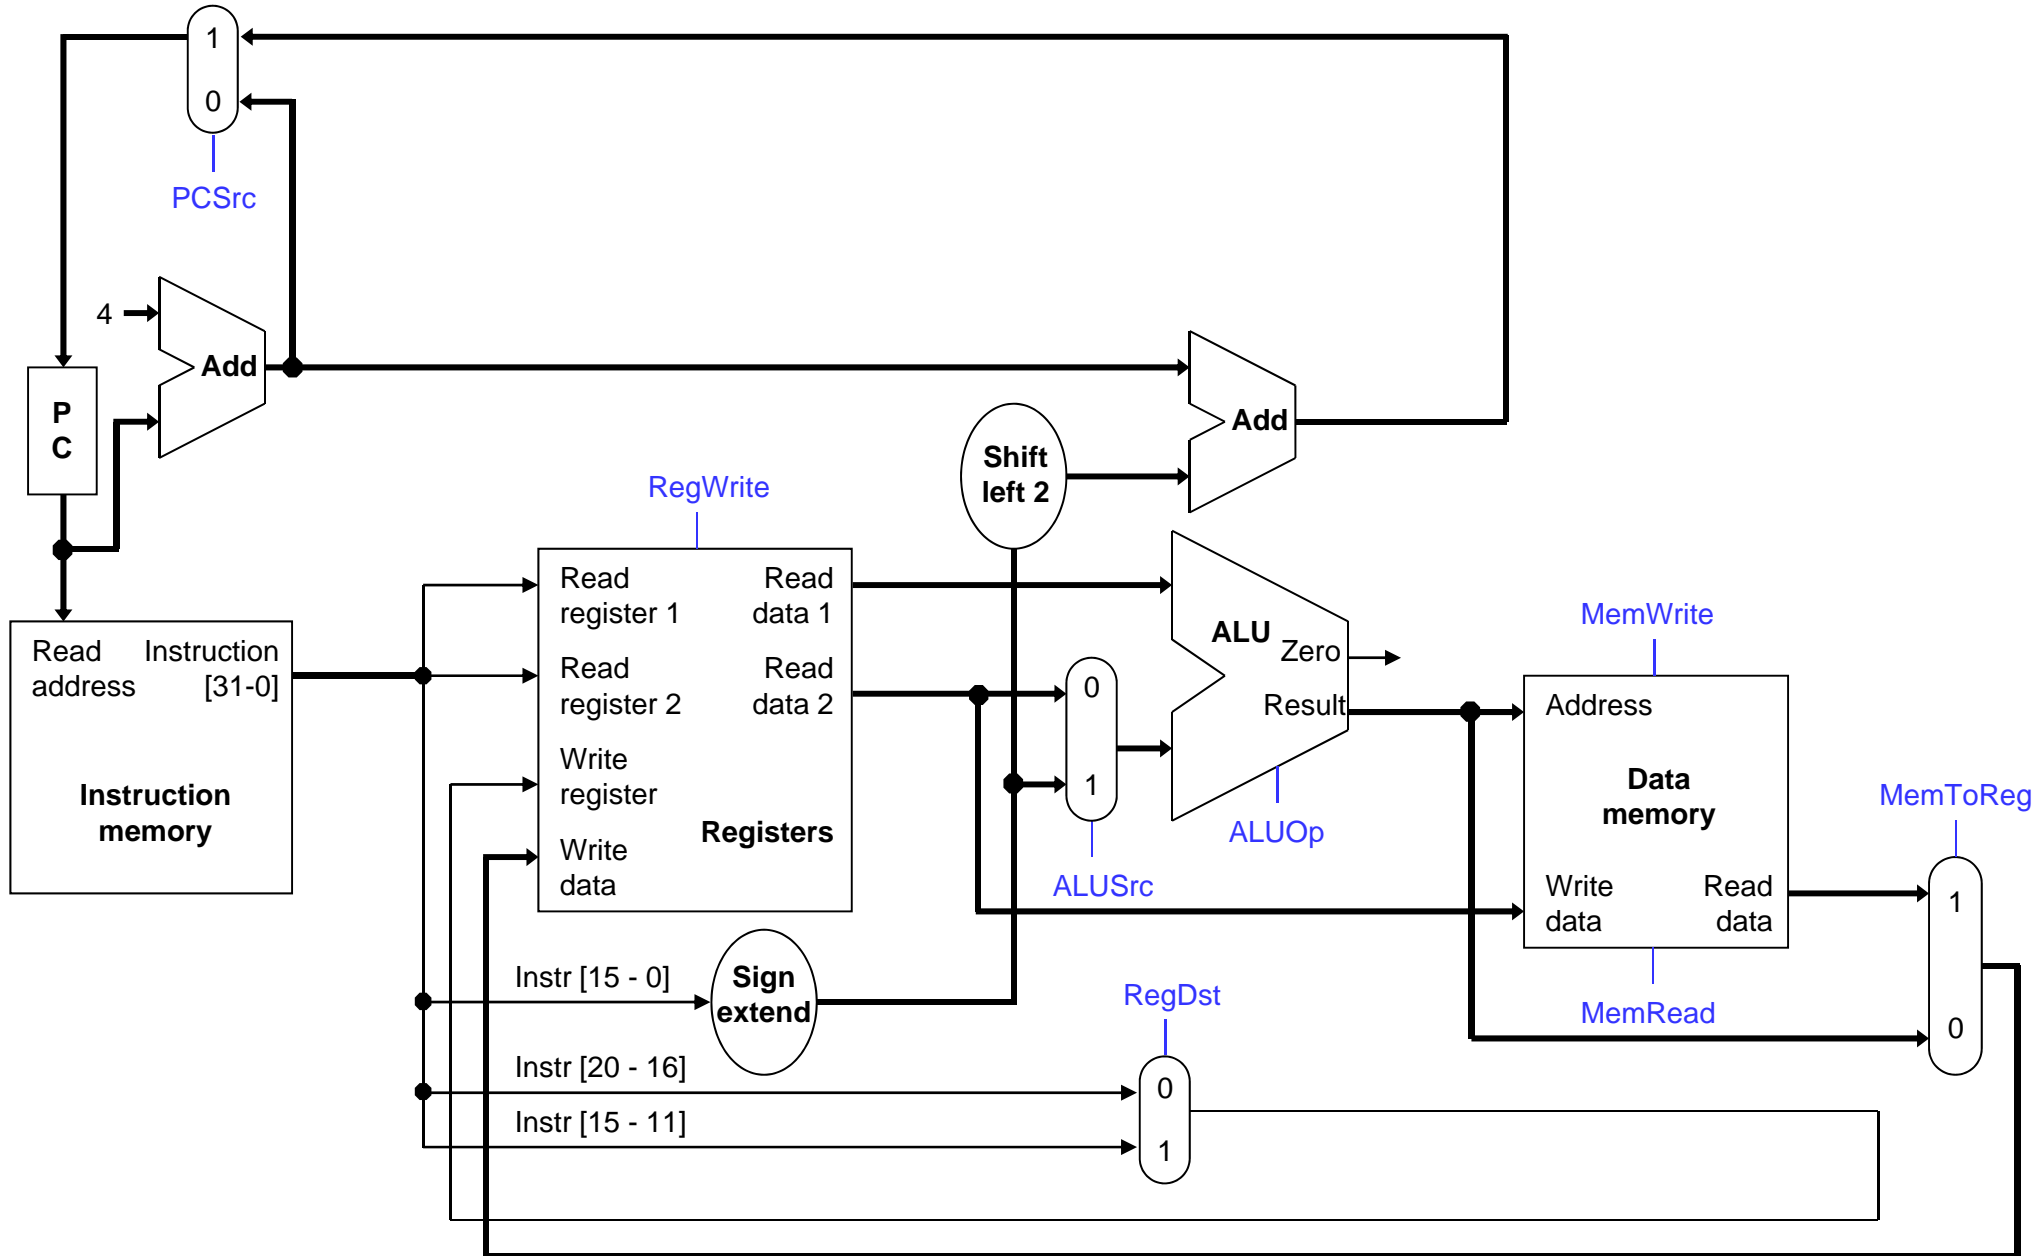 1
0
PCSrc
4
Add
P
C
Add
Shift
left 2
RegWrite
Read
register 1
Read
data 1
Read
register 2
Read
data 2
Write
register
Write
data
Registers
Read
address
Instruction
[31-0]
Instruction
memory
ALU
Zero
Result
ALUOp
0
1
ALUSrc
MemWrite
Address
Data
memory
Write
data
Read
data
MemRead
MemToReg
1
0
Instr [15 - 0]
Sign
extend
RegDst
Instr [20 - 16]
Instr [15 - 11]
0
1